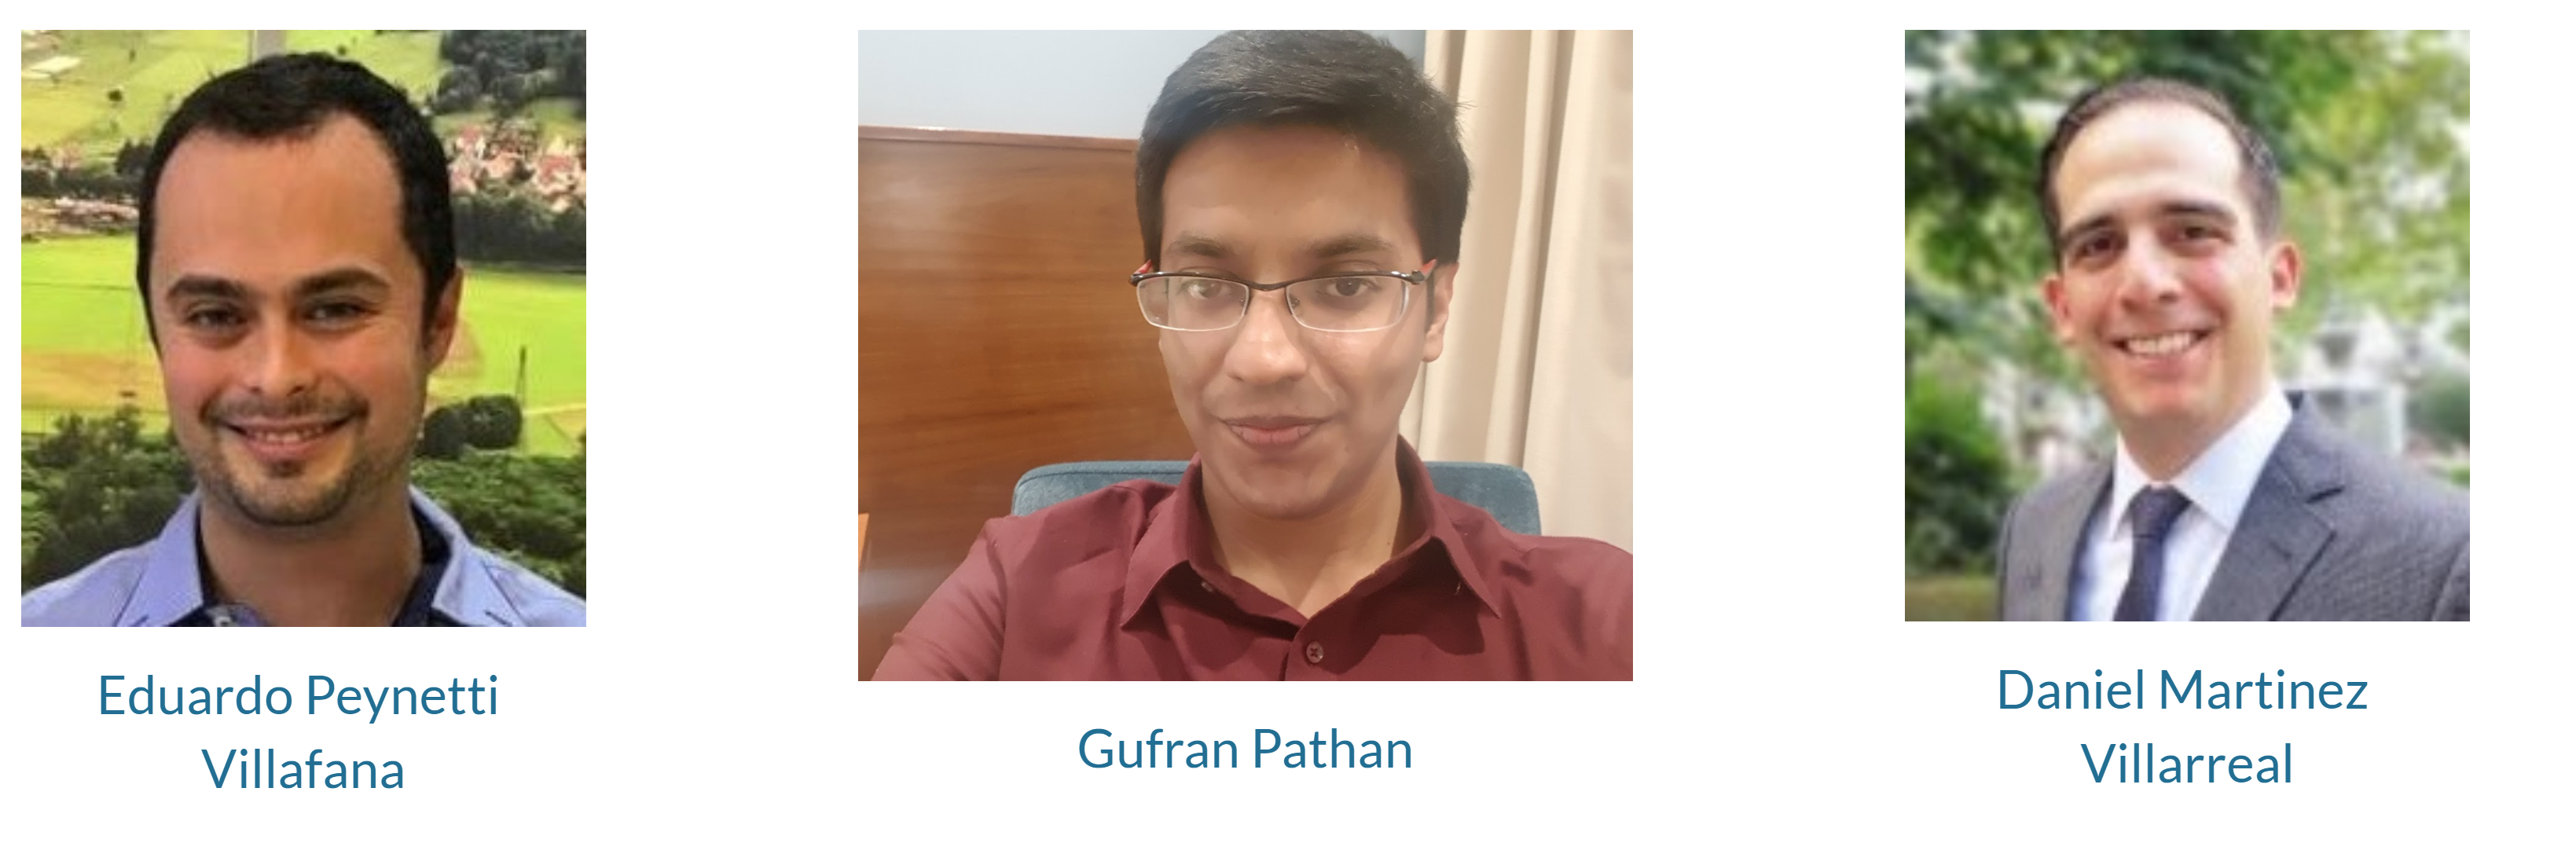 Eduardo Peynetti
Villafana
Gufran Pathan
Daniel Martinez
Villarreal